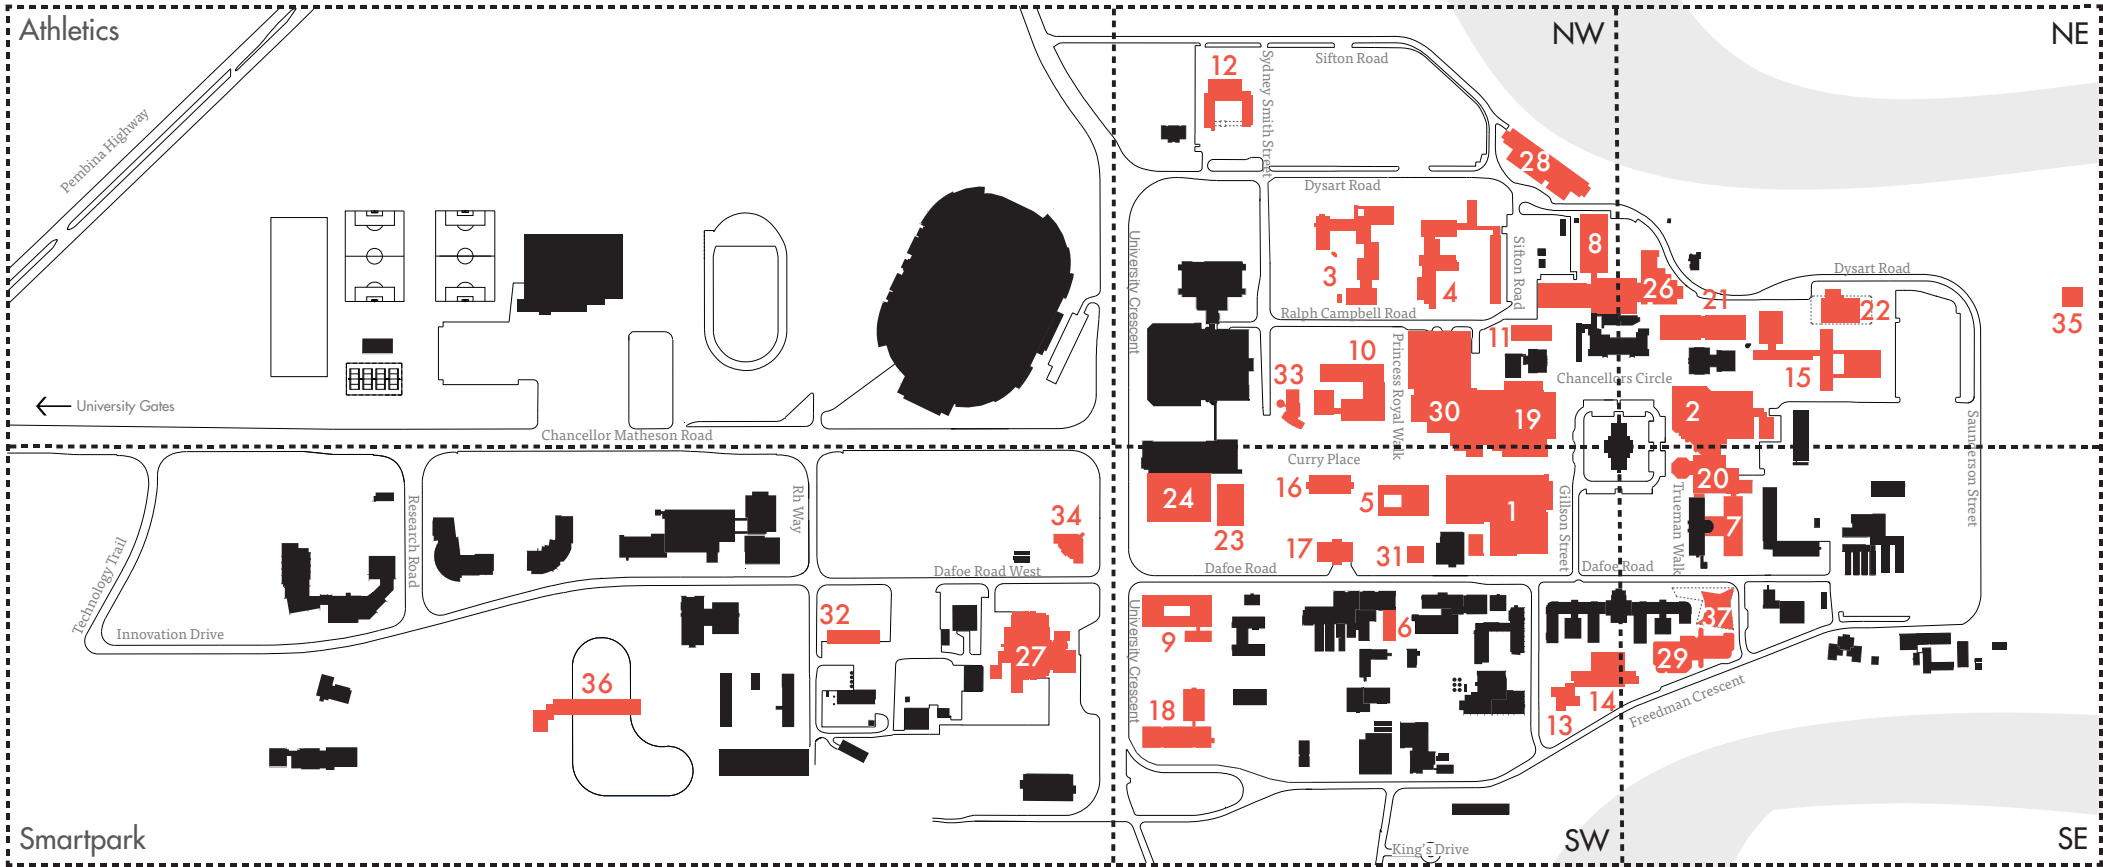 Athletics
NW
NE
Pembina Highway
12
Sydney Smith Street
Sifton Road
28
Dysart Road
University Crescent
3
4
Sifton Road
8
26
21
Dysart Road
22
35
Ralph Campbell Road
11
Princess Royal Walk
10
33
30
19
Chancellors Circle
2
15
University Gates
Chancellor Matheson Road
Curry Place
Saunderson Street
Technology Trail
Research Road
Rh Way
34
24
23
16
5
17
31
1
Gillson Street
Trueman Walk
20
7
Dafoe Road West
Dafoe Road
Dafoe Road
Innovation Drive
32
27
University Crescent
9
6
37
29
36
18
13
14
Freedman Crescent
Smartpark
King's Drive
SW
SE